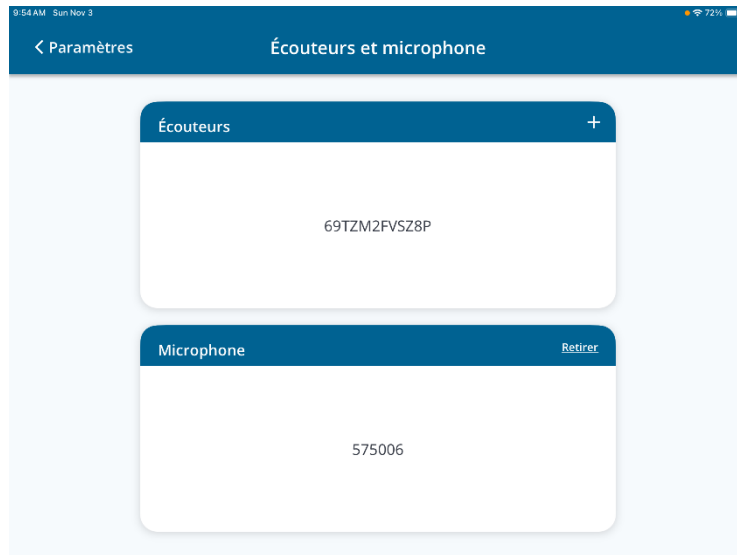 9:54 AM Sun Nov 3 72%
Paramètres Écouteurs et microphone
Écouteurs +
69TZM2FVSZ8P
Microphone Retirer
575006